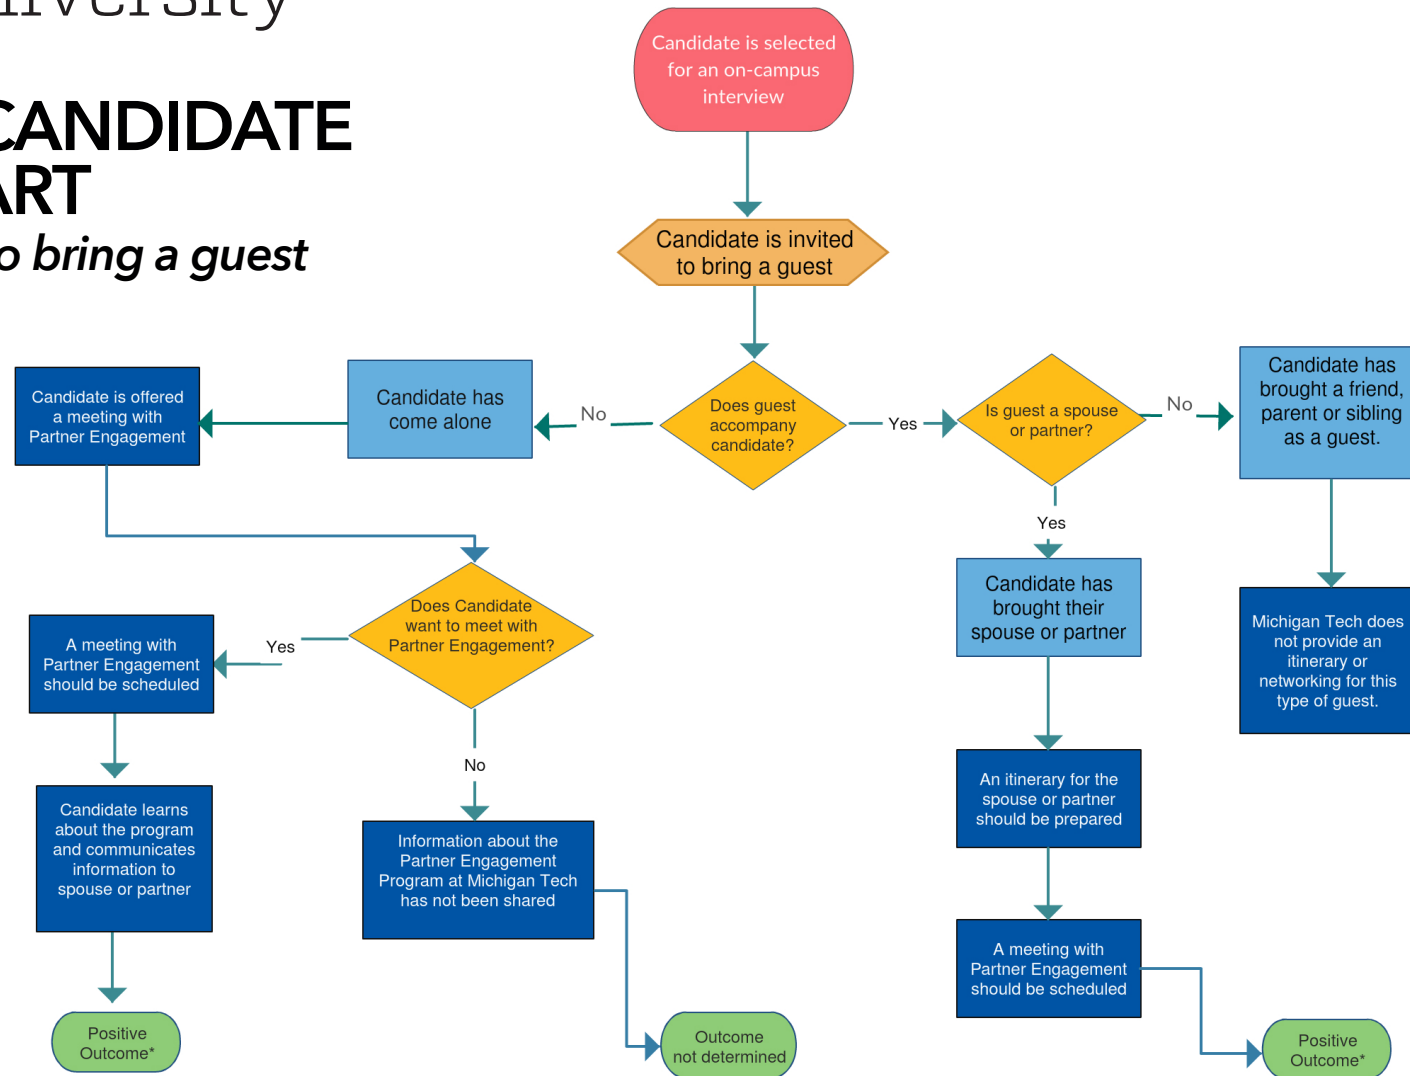 CANDIDATE
ART
o bring a guest
Candidate is selected
for an on-campus
interview
Candidate is invited
to bring a guest
Does guest
accompany
candidate?
No
Candidate has
come alone
Candidate is offered
a meeting with
Partner Engagement
Yes
Is guest a spouse
or partner?
No
Candidate has
brought a friend,
parent or sibling
as a guest.
Michigan Tech does
not provide an
itinerary or
networking for this
type of guest.
Yes
Candidate has
brought their
spouse or partner
An itinerary for the
spouse or partner
should be prepared
A meeting with
Partner Engagement
should be scheduled
Positive
Outcome*
Does Candidate
want to meet with
Partner Engagement?
Yes
A meeting with
Partner Engagement
should be scheduled
Candidate learns
about the program
and communicates
information to
spouse or partner
Positive
Outcome*
No
Information about the
Partner Engagement
Program at Michigan Tech
has not been shared
Outcome
not determined